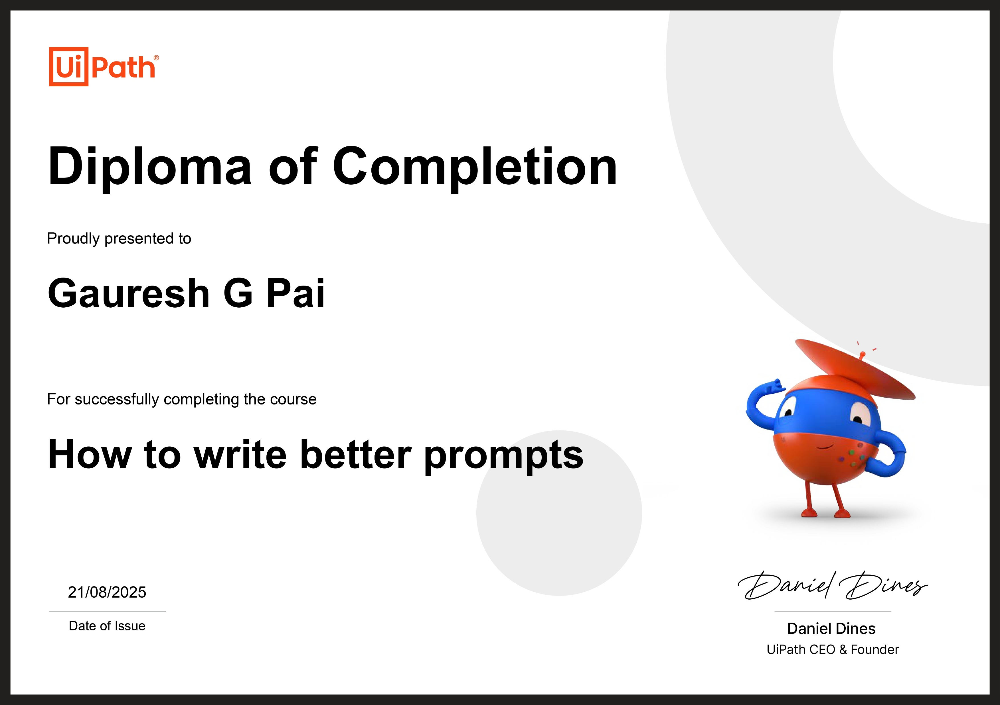 UiPath®
Diploma of Completion
Proudly presented to
Gauresh G Pai
For successfully completing the course
How to write better prompts
21/08/2025
Date of Issue
Daniel Dines
Daniel Dines
UiPath CEO & Founder